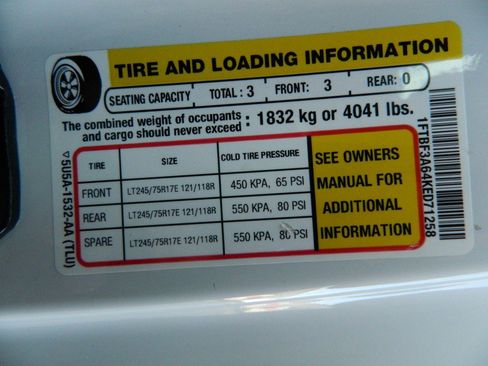 TIRE AND LOADING INFORMATION
SEATING CAPACITY TOTAL : 3 FRONT: 3 REAR: 0
The combined weight of occupants
and cargo should never exceed : 1832 kg or 4041 lbs.
TIRE SIZE COLD TIRE PRESSURE
FRONT LT245/75R17E 121/118R 450 KPA, 65 PSI
REAR LT245/75R17E 121/118R 550 KPA, 80 PSI
SPARE LT245/75R17E 121/118R 550 KPA, 80 PSI
SEE OWNERS
MANUAL FOR
ADDITIONAL
INFORMATION
5U5A-1532-AA (TLU)
1FTBF3A64KED71258